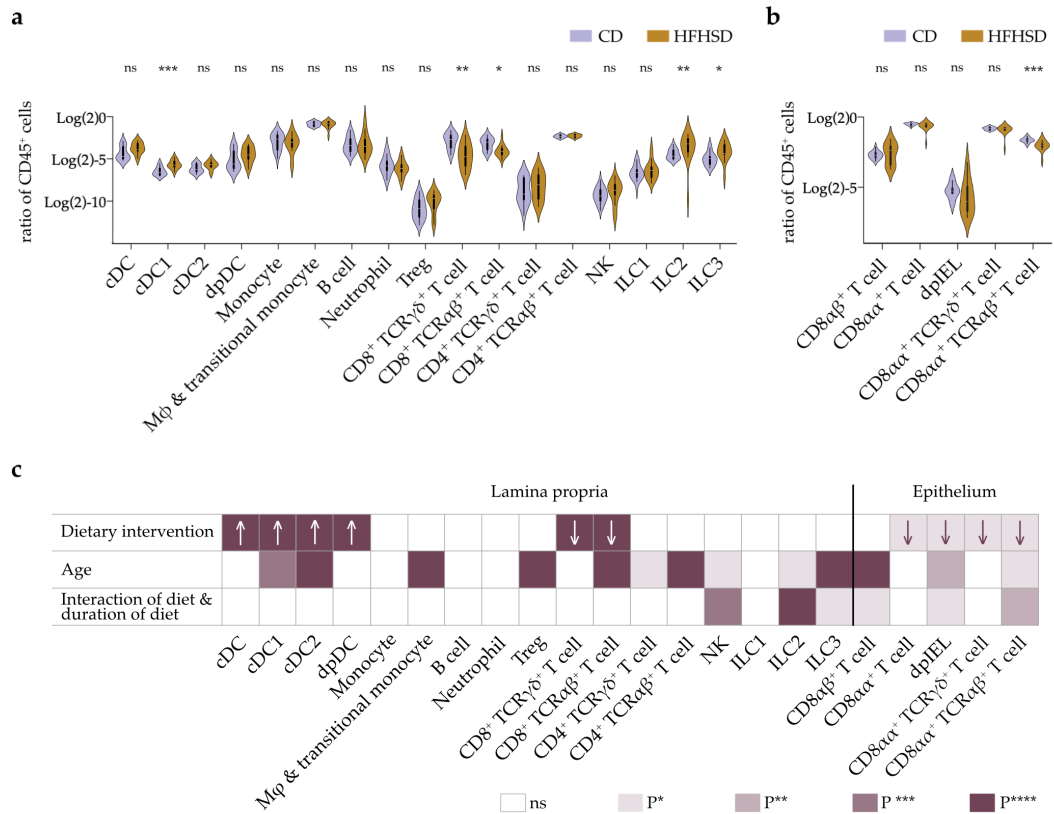 a
b
CD HFHSD
CD HFHSD
ns *** ns ns ns ns ns ns ns ** * ns ns ns ns ** *
ns ns ns ns ***
Log(2)0
Log(2)-5
Log(2)-10
ratio of CD45⁺ cells
Log(2)0
Log(2)-5
ratio of CD45⁺ cells
cDC
cDC1
cDC2
dpDC
Monocyte
Mϕ & transitional monocyte
B cell
Neutrophil
Treg
CD8⁺ TCRγδ⁺ T cell
CD8⁺ TCRαβ⁺ T cell
CD4⁺ TCRγδ⁺ T cell
CD4⁺ TCRαβ⁺ T cell
NK
ILC1
ILC2
ILC3
CD8αβ⁺ T cell
CD8αα⁺ T cell
dpIEL
CD8αα⁺ TCRγδ⁺ T cell
CD8αα⁺ TCRαβ⁺ T cell
c
Lamina propria Epithelium
Dietary intervention ↑ ↑ ↑ ↑ ↓ ↓ ↓ ↓ ↓ ↓
Age
Interaction of diet &
duration of diet
cDC
cDC1
cDC2
dpDC
Monocyte
Mφ & transitional monocyte
B cell
Neutrophil
Treg
CD8⁺ TCRγδ⁺ T cell
CD8⁺ TCRαβ⁺ T cell
CD4⁺ TCRγδ⁺ T cell
CD4⁺ TCRαβ⁺ T cell
NK
ILC1
ILC2
ILC3
CD8αβ⁺ T cell
CD8αα⁺ T cell
dpIEL
CD8αα⁺ TCRγδ⁺ T cell
CD8αα⁺ TCRαβ⁺ T cell
ns P* P** P *** P****